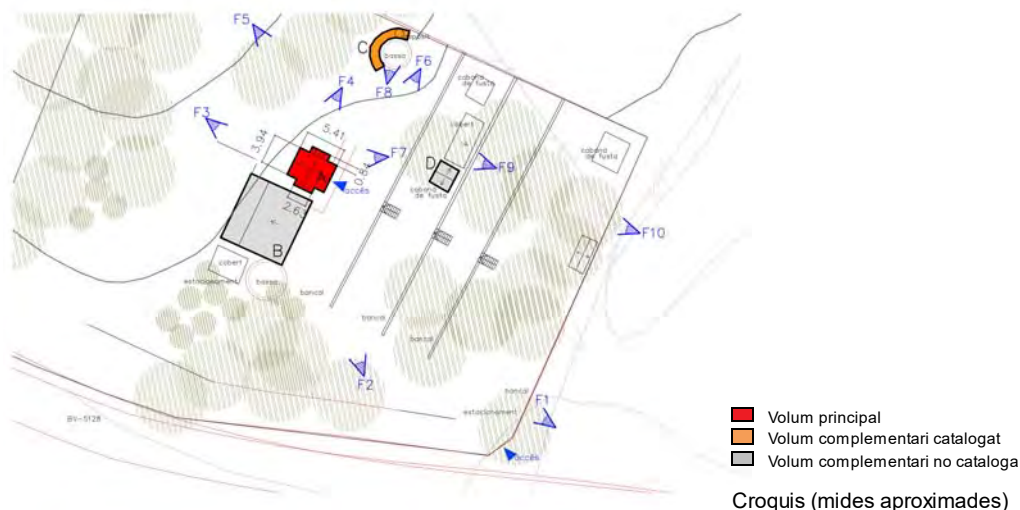 F5
C
bassa
F6
F8
cabana
de fusta
F4
F3
5.41
3.94
cobert
F7
A
0.84
D
F9
cabana
de fusta
accés
cabana
de fusta
2.63
B
F10
cobert
estacionament
bassa
bancal
bancal
bancal
F2
bancal
F1
estacionament
BV-5128
accés
Volum principal
Volum complementari catalogat
Volum complementari no cataloga
Croquis (mides aproximades)